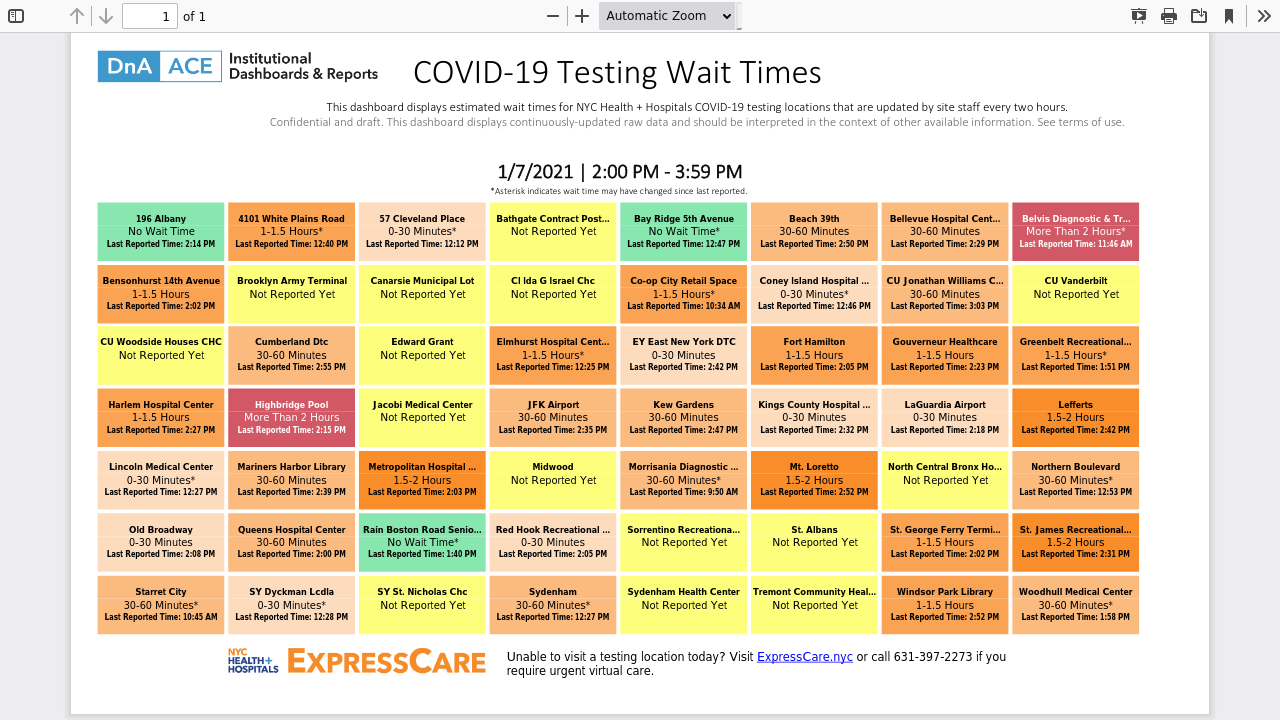 1 of 1 Automatic Zoom
DnA ACE Institutional
Dashboards & Reports
COVID-19 Testing Wait Times
This dashboard displays estimated wait times for NYC Health + Hospitals COVID-19 testing locations that are updated by site staff every two hours.
Confidential and draft. This dashboard displays continuously-updated raw data and should be interpreted in the context of other available information. See terms of use.
1/7/2021 | 2:00 PM - 3:59 PM
*Asterisk indicates wait time may have changed since last reported.
196 Albany
No Wait Time
Last Reported Time: 2:14 PM
4101 White Plains Road
1-1.5 Hours*
Last Reported Time: 12:40 PM
57 Cleveland Place
0-30 Minutes*
Last Reported Time: 12:12 PM
Bathgate Contract Post...
Not Reported Yet
Bay Ridge 5th Avenue
No Wait Time*
Last Reported Time: 12:47 PM
Beach 39th
30-60 Minutes
Last Reported Time: 2:50 PM
Bellevue Hospital Cent...
30-60 Minutes
Last Reported Time: 2:29 PM
Belvis Diagnostic & Tr...
More Than 2 Hours*
Last Reported Time: 11:46 AM
Bensonhurst 14th Avenue
1-1.5 Hours
Last Reported Time: 2:02 PM
Brooklyn Army Terminal
Not Reported Yet
Canarsie Municipal Lot
Not Reported Yet
CI Ida G Israel Chc
Not Reported Yet
Co-op City Retail Space
1-1.5 Hours*
Last Reported Time: 10:34 AM
Coney Island Hospital ...
0-30 Minutes*
Last Reported Time: 12:46 PM
CU Jonathan Williams C...
30-60 Minutes
Last Reported Time: 3:03 PM
CU Vanderbilt
Not Reported Yet
CU Woodside Houses CHC
Not Reported Yet
Cumberland Dtc
30-60 Minutes
Last Reported Time: 2:55 PM
Edward Grant
Not Reported Yet
Elmhurst Hospital Cent...
1-1.5 Hours*
Last Reported Time: 12:25 PM
EY East New York DTC
0-30 Minutes
Last Reported Time: 2:42 PM
Fort Hamilton
1-1.5 Hours
Last Reported Time: 2:05 PM
Gouverneur Healthcare
1-1.5 Hours
Last Reported Time: 2:23 PM
Greenbelt Recreational...
1-1.5 Hours*
Last Reported Time: 1:51 PM
Harlem Hospital Center
1-1.5 Hours
Last Reported Time: 2:27 PM
Highbridge Pool
More Than 2 Hours
Last Reported Time: 2:15 PM
Jacobi Medical Center
Not Reported Yet
JFK Airport
30-60 Minutes
Last Reported Time: 2:35 PM
Kew Gardens
30-60 Minutes
Last Reported Time: 2:47 PM
Kings County Hospital ...
0-30 Minutes
Last Reported Time: 2:32 PM
LaGuardia Airport
0-30 Minutes
Last Reported Time: 2:18 PM
Lefferts
1.5-2 Hours
Last Reported Time: 2:42 PM
Lincoln Medical Center
0-30 Minutes*
Last Reported Time: 12:27 PM
Mariners Harbor Library
30-60 Minutes
Last Reported Time: 2:39 PM
Metropolitan Hospital ...
1.5-2 Hours
Last Reported Time: 2:03 PM
Midwood
Not Reported Yet
Morrisania Diagnostic ...
30-60 Minutes*
Last Reported Time: 9:50 AM
Mt. Loretto
1.5-2 Hours
Last Reported Time: 2:52 PM
North Central Bronx Ho...
Not Reported Yet
Northern Boulevard
30-60 Minutes*
Last Reported Time: 12:53 PM
Old Broadway
0-30 Minutes
Last Reported Time: 2:08 PM
Queens Hospital Center
30-60 Minutes
Last Reported Time: 2:00 PM
Rain Boston Road Senio...
No Wait Time*
Last Reported Time: 1:40 PM
Red Hook Recreational ...
0-30 Minutes
Last Reported Time: 2:05 PM
Sorrentino Recreationa...
Not Reported Yet
St. Albans
Not Reported Yet
St. George Ferry Termi...
1-1.5 Hours
Last Reported Time: 2:02 PM
St. James Recreational...
1.5-2 Hours
Last Reported Time: 2:31 PM
Starret City
30-60 Minutes*
Last Reported Time: 10:45 AM
SY Dyckman Lcdla
0-30 Minutes*
Last Reported Time: 12:28 PM
SY St. Nicholas Chc
Not Reported Yet
Sydenham
30-60 Minutes*
Last Reported Time: 12:27 PM
Sydenham Health Center
Not Reported Yet
Tremont Community Heal...
Not Reported Yet
Windsor Park Library
1-1.5 Hours
Last Reported Time: 2:52 PM
Woodhull Medical Center
30-60 Minutes*
Last Reported Time: 1:58 PM
NYC
HEALTH+
HOSPITALS
EXPRESSCARE
Unable to visit a testing location today? Visit ExpressCare.nyc or call 631-397-2273 if you
require urgent virtual care.